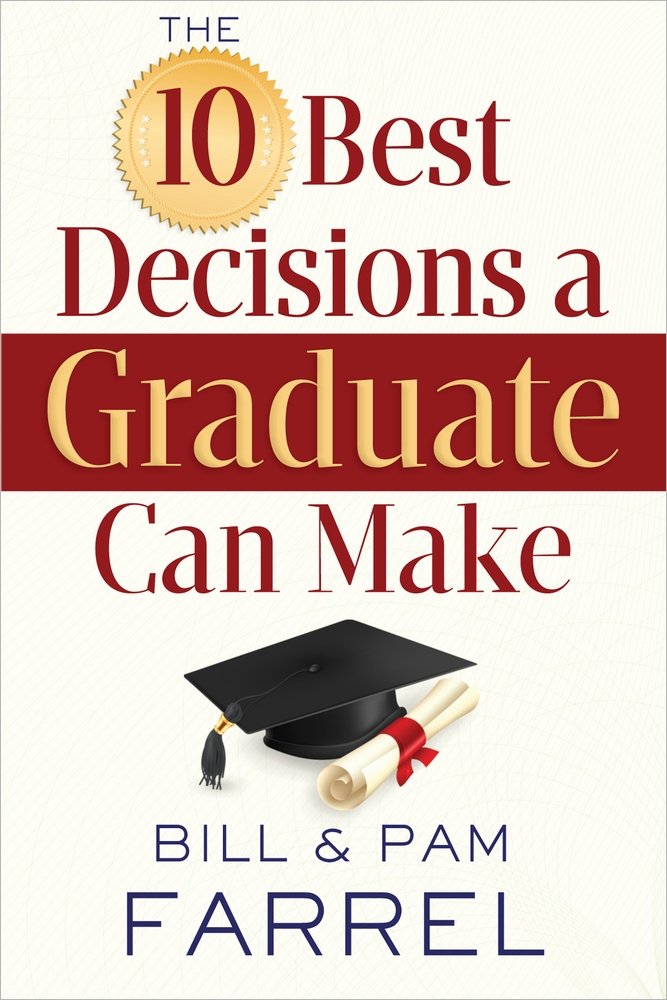 THE
10 Best
Decisions a
Graduate
Can Make
BILL & PAM
FARREL